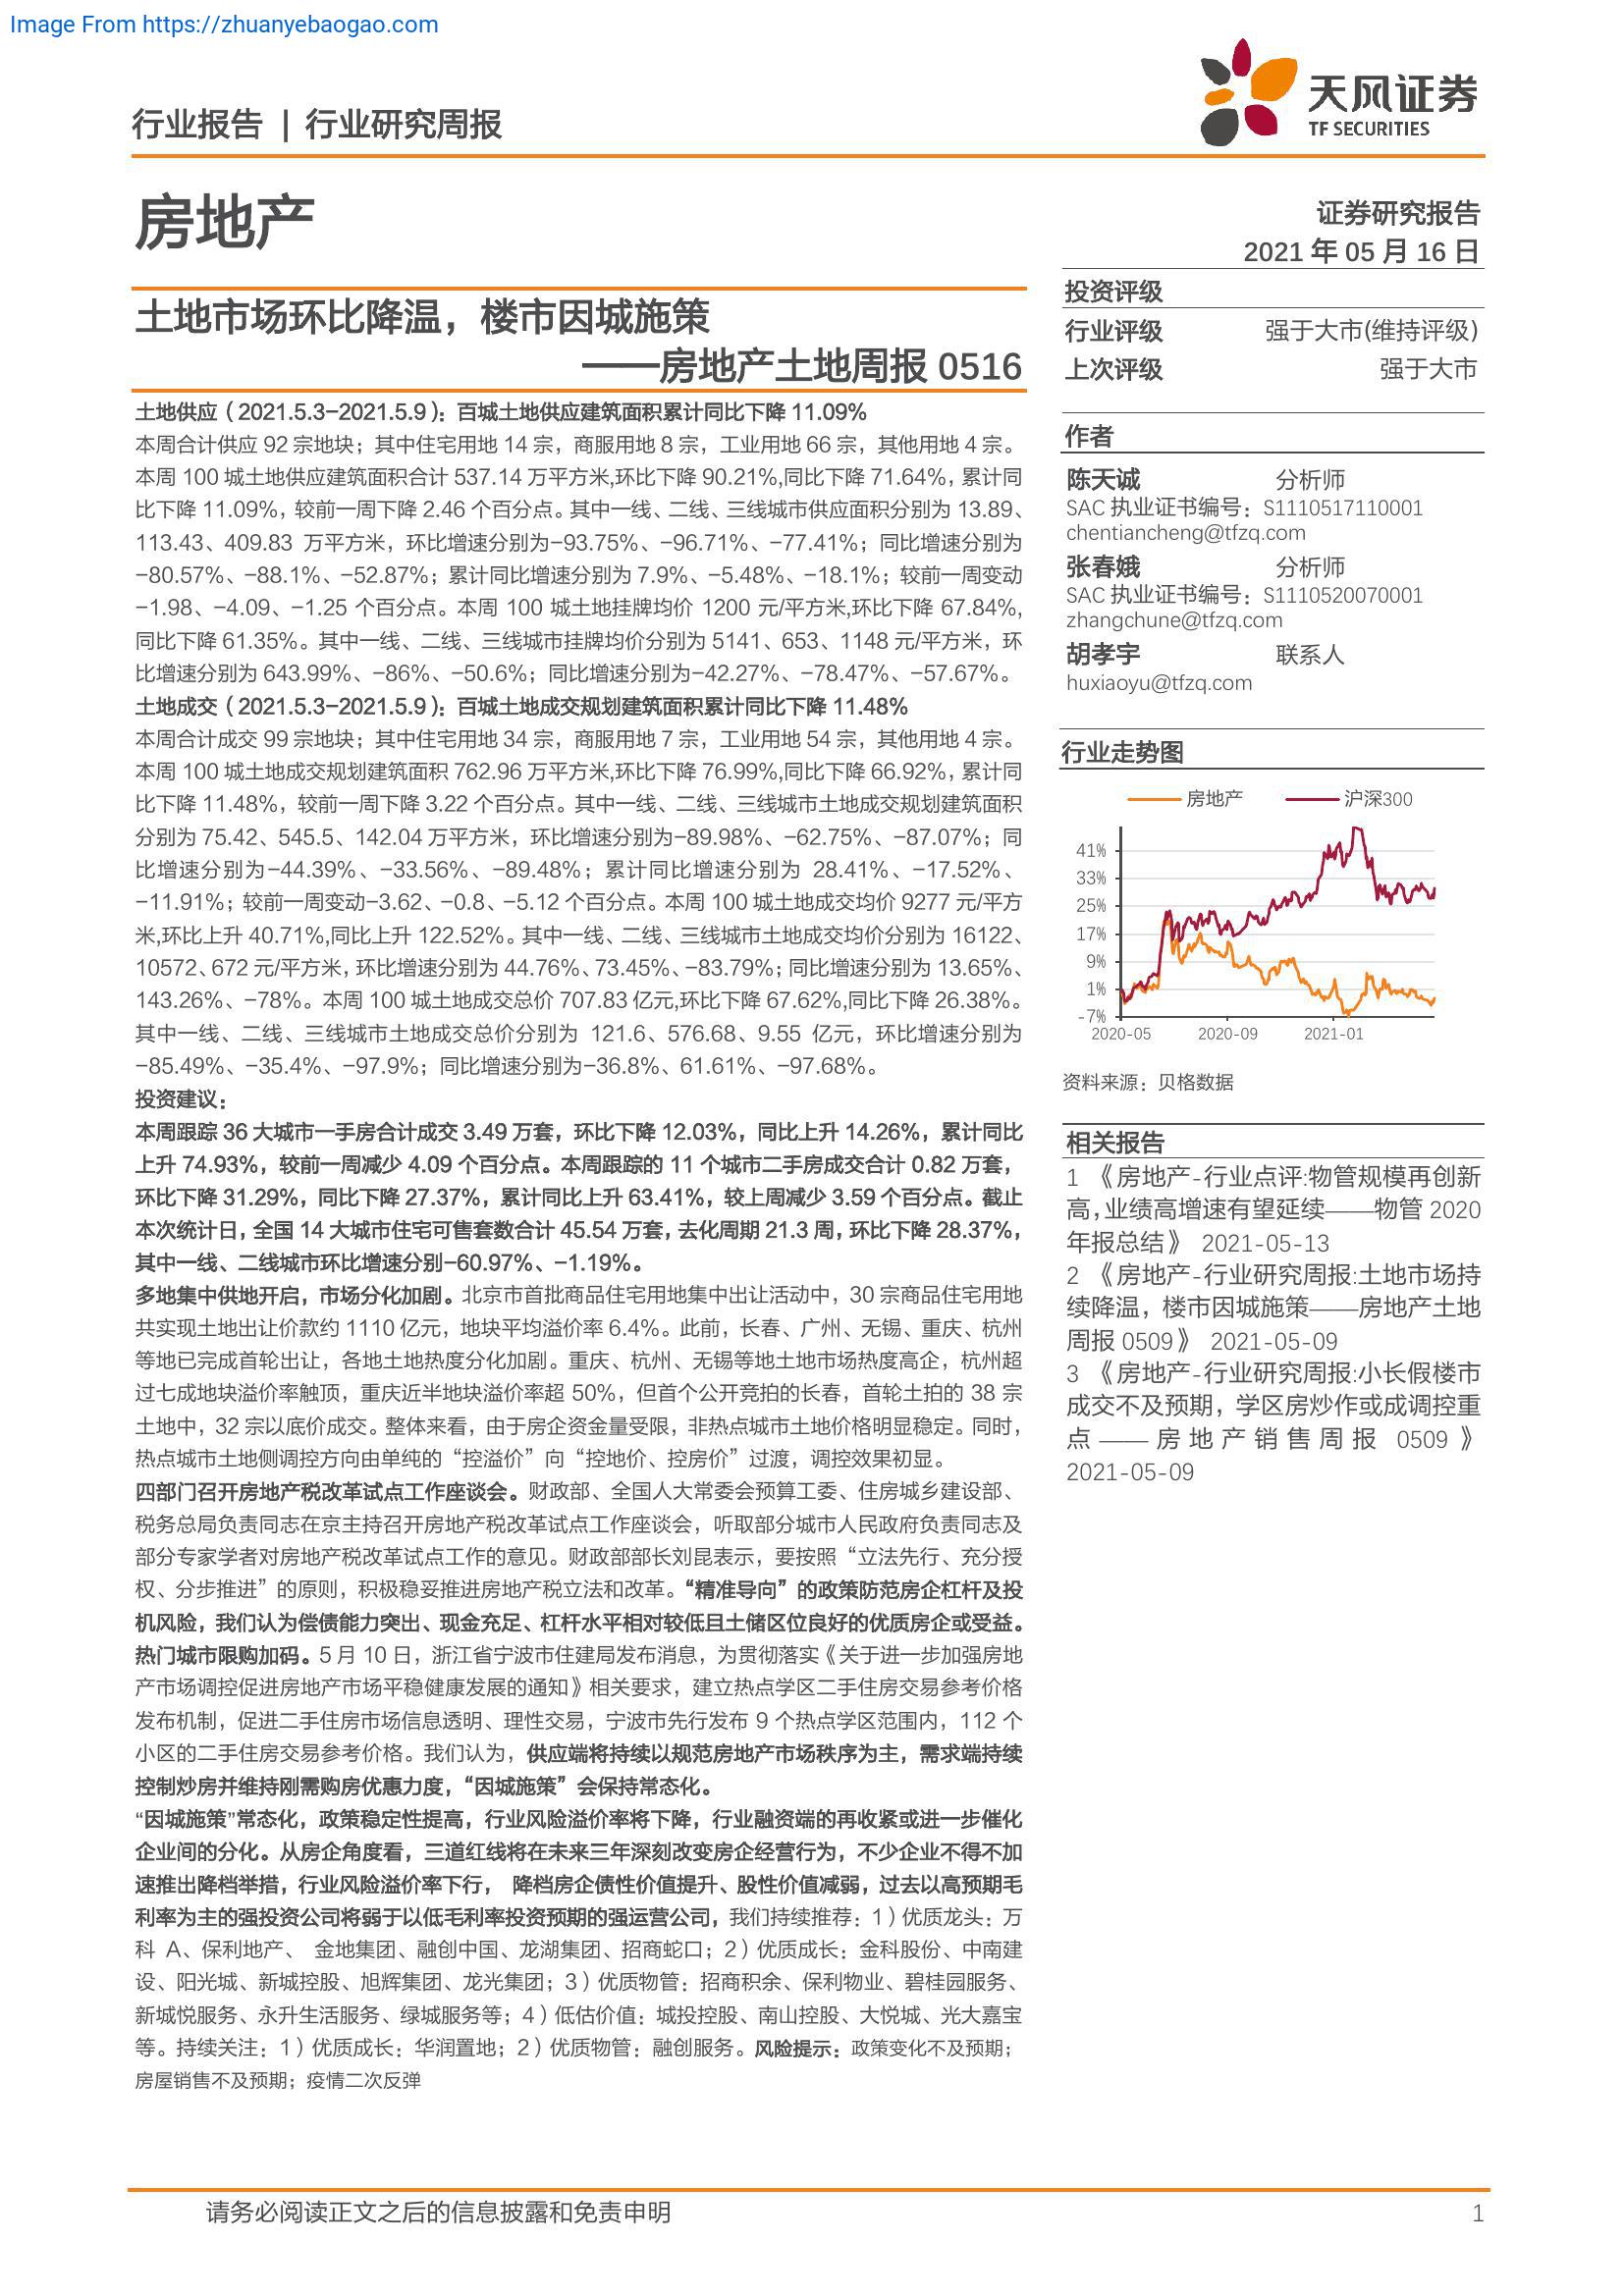 Image From https://zhuanyebaogao.com
天风证券
TF SECURITIES
行业报告 | 行业研究周报
房地产
证券研究报告
2021 年 05 月 16 日
土地市场环比降温，楼市因城施策
——房地产土地周报 0516
土地供应（2021.5.3-2021.5.9）：百城土地供应建筑面积累计同比下降 11.09%
本周合计供应 92 宗地块；其中住宅用地 14 宗，商服用地 8 宗，工业用地 66 宗，其他用地 4 宗。
本周 100 城土地供应建筑面积合计 537.14 万平方米,环比下降 90.21%,同比下降 71.64%，累计同
比下降 11.09%，较前一周下降 2.46 个百分点。其中一线、二线、三线城市供应面积分别为 13.89、
113.43、409.83 万平方米，环比增速分别为-93.75%、-96.71%、-77.41%；同比增速分别为
-80.57%、-88.1%、-52.87%；累计同比增速分别为 7.9%、-5.48%、-18.1%；较前一周变动
-1.98、-4.09、-1.25 个百分点。本周 100 城土地挂牌均价 1200 元/平方米,环比下降 67.84%,
同比下降 61.35%。其中一线、二线、三线城市挂牌均价分别为 5141、653、1148 元/平方米，环
比增速分别为 643.99%、-86%、-50.6%；同比增速分别为-42.27%、-78.47%、-57.67%。
土地成交（2021.5.3-2021.5.9）：百城土地成交规划建筑面积累计同比下降 11.48%
本周合计成交 99 宗地块；其中住宅用地 34 宗，商服用地 7 宗，工业用地 54 宗，其他用地 4 宗。
本周 100 城土地成交规划建筑面积 762.96 万平方米,环比下降 76.99%,同比下降 66.92%，累计同
比下降 11.48%，较前一周下降 3.22 个百分点。其中一线、二线、三线城市土地成交规划建筑面积
分别为 75.42、545.5、142.04 万平方米，环比增速分别为-89.98%、-62.75%、-87.07%；同
比增速分别为-44.39%、-33.56%、-89.48%；累计同比增速分别为 28.41%、-17.52%、
-11.91%；较前一周变动-3.62、-0.8、-5.12 个百分点。本周 100 城土地成交均价 9277 元/平方
米,环比上升 40.71%,同比上升 122.52%。其中一线、二线、三线城市土地成交均价分别为 16122、
10572、672 元/平方米，环比增速分别为 44.76%、73.45%、-83.79%；同比增速分别为 13.65%、
143.26%、-78%。本周 100 城土地成交总价 707.83 亿元,环比下降 67.62%,同比下降 26.38%。
其中一线、二线、三线城市土地成交总价分别为 121.6、576.68、9.55 亿元，环比增速分别为
-85.49%、-35.4%、-97.9%；同比增速分别为-36.8%、61.61%、-97.68%。
投资建议：
本周跟踪 36 大城市一手房合计成交 3.49 万套，环比下降 12.03%，同比上升 14.26%，累计同比
上升 74.93%，较前一周减少 4.09 个百分点。本周跟踪的 11 个城市二手房成交合计 0.82 万套，
环比下降 31.29%，同比下降 27.37%，累计同比上升 63.41%，较上周减少 3.59 个百分点。截止
本次统计日，全国 14 大城市住宅可售套数合计 45.54 万套，去化周期 21.3 周，环比下降 28.37%，
其中一线、二线城市环比增速分别-60.97%、-1.19%。
多地集中供地开启，市场分化加剧。北京市首批商品住宅用地集中出让活动中，30 宗商品住宅用地
共实现土地出让价款约 1110 亿元，地块平均溢价率 6.4%。此前，长春、广州、无锡、重庆、杭州
等地已完成首轮出让，各地土地热度分化加剧。重庆、杭州、无锡等地土地市场热度高企，杭州超
过七成地块溢价率触顶，重庆近半地块溢价率超 50%，但首个公开竞拍的长春，首轮土拍的 38 宗
土地中，32 宗以底价成交。整体来看，由于房企资金量受限，非热点城市土地价格明显稳定。同时，
热点城市土地侧调控方向由单纯的“控溢价”向“控地价、控房价”过渡，调控效果初显。
四部门召开房地产税改革试点工作座谈会。财政部、全国人大常委会预算工委、住房城乡建设部、
税务总局负责同志在京主持召开房地产税改革试点工作座谈会，听取部分城市人民政府负责同志及
部分专家学者对房地产税改革试点工作的意见。财政部部长刘昆表示，要按照“立法先行、充分授
权、分步推进”的原则，积极稳妥推进房地产税立法和改革。“精准导向”的政策防范房企杠杆及投
机风险，我们认为偿债能力突出、现金充足、杠杆水平相对较低且土储区位良好的优质房企或受益。
热门城市限购加码。5 月 10 日，浙江省宁波市住建局发布消息，为贯彻落实《关于进一步加强房地
产市场调控促进房地产市场平稳健康发展的通知》相关要求，建立热点学区二手住房交易参考价格
发布机制，促进二手住房市场信息透明、理性交易，宁波市先行发布 9 个热点学区范围内，112 个
小区的二手住房交易参考价格。我们认为，供应端将持续以规范房地产市场秩序为主，需求端持续
控制炒房并维持刚需购房优惠力度，“因城施策”会保持常态化。
“因城施策”常态化，政策稳定性提高，行业风险溢价率将下降，行业融资端的再收紧或进一步催化
企业间的分化。从房企角度看，三道红线将在未来三年深刻改变房企经营行为，不少企业不得不加
速推出降档举措，行业风险溢价率下行， 降档房企债性价值提升、股性价值减弱，过去以高预期毛
利率为主的强投资公司将弱于以低毛利率投资预期的强运营公司，我们持续推荐：1）优质龙头：万
科 A、保利地产、 金地集团、融创中国、龙湖集团、招商蛇口；2）优质成长：金科股份、中南建
设、阳光城、新城控股、旭辉集团、龙光集团；3）优质物管：招商积余、保利物业、碧桂园服务、
新城悦服务、永升生活服务、绿城服务等；4）低估价值：城投控股、南山控股、大悦城、光大嘉宝
等。持续关注：1）优质成长：华润置地；2）优质物管：融创服务。风险提示：政策变化不及预期；
房屋销售不及预期；疫情二次反弹
投资评级
行业评级 强于大市(维持评级)
上次评级 强于大市
作者
陈天诚 分析师
SAC 执业证书编号：S1110517110001
chentiancheng@tfzq.com
张春娥 分析师
SAC 执业证书编号：S1110520070001
zhangchune@tfzq.com
胡孝宇 联系人
huxiaoyu@tfzq.com
行业走势图
房地产 沪深300
41%
33%
25%
17%
9%
1%
-7%
2020-05 2020-09 2021-01
资料来源：贝格数据
相关报告
1 《房地产-行业点评:物管规模再创新
高，业绩高增速有望延续——物管 2020
年报总结》 2021-05-13
2 《房地产-行业研究周报:土地市场持
续降温，楼市因城施策——房地产土地
周报 0509》 2021-05-09
3 《房地产-行业研究周报:小长假楼市
成交不及预期，学区房炒作或成调控重
点——房地产销售周报 0509》
2021-05-09
请务必阅读正文之后的信息披露和免责申明 1